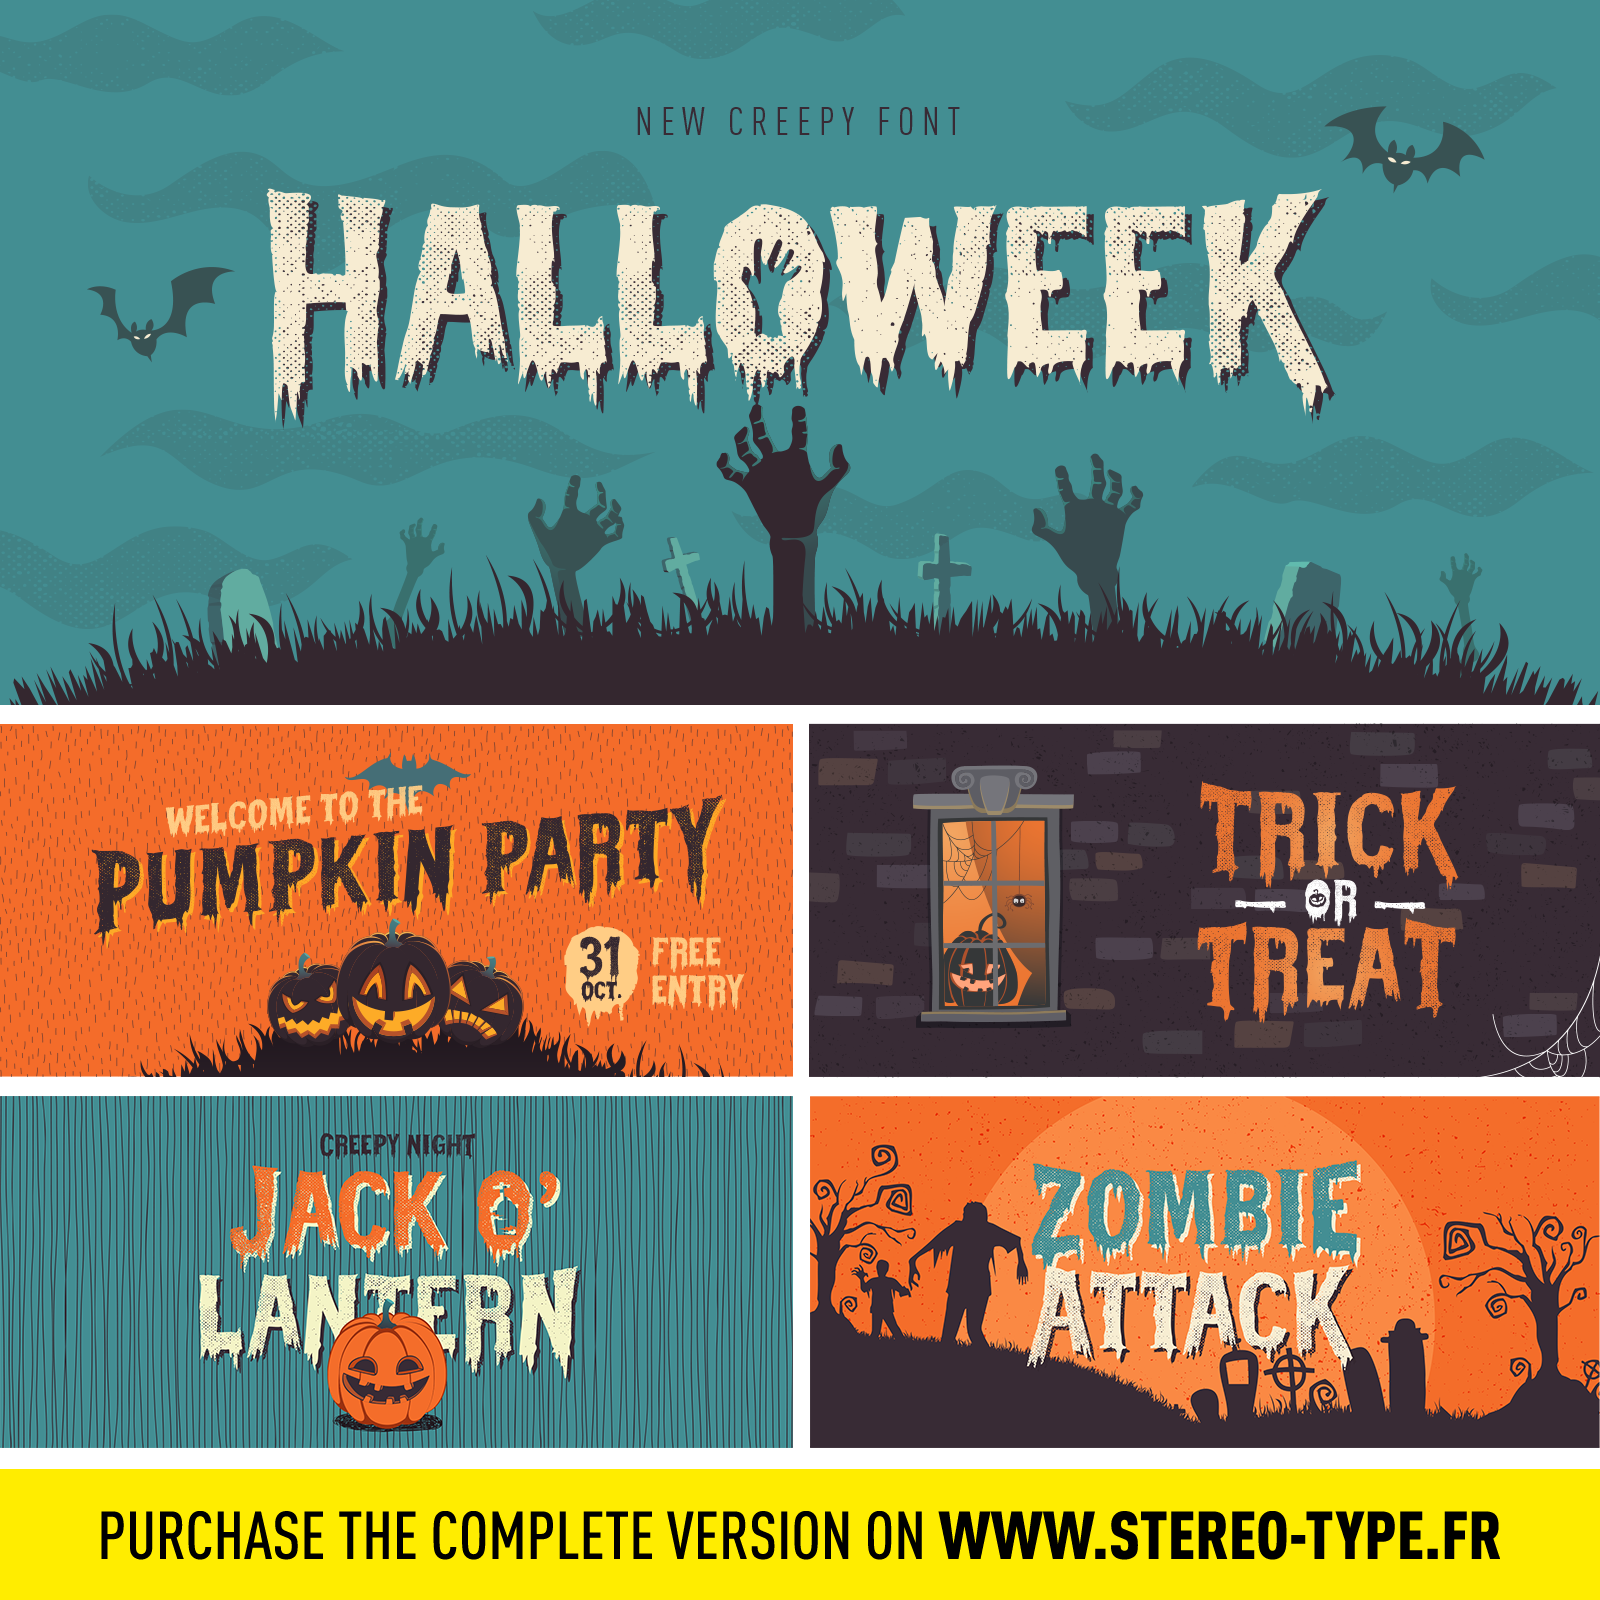 NEW CREEPY FONT
HALLOWEEK
WELCOME TO THE
PUMPKIN PARTY
31
OCT.
FREE
ENTRY
TRICK
OR
TREAT
CREEPY NIGHT
JACK O'
LANTERN
ZOMBIE
ATTACK
PURCHASE THE COMPLETE VERSION ON WWW.STEREO-TYPE.FR